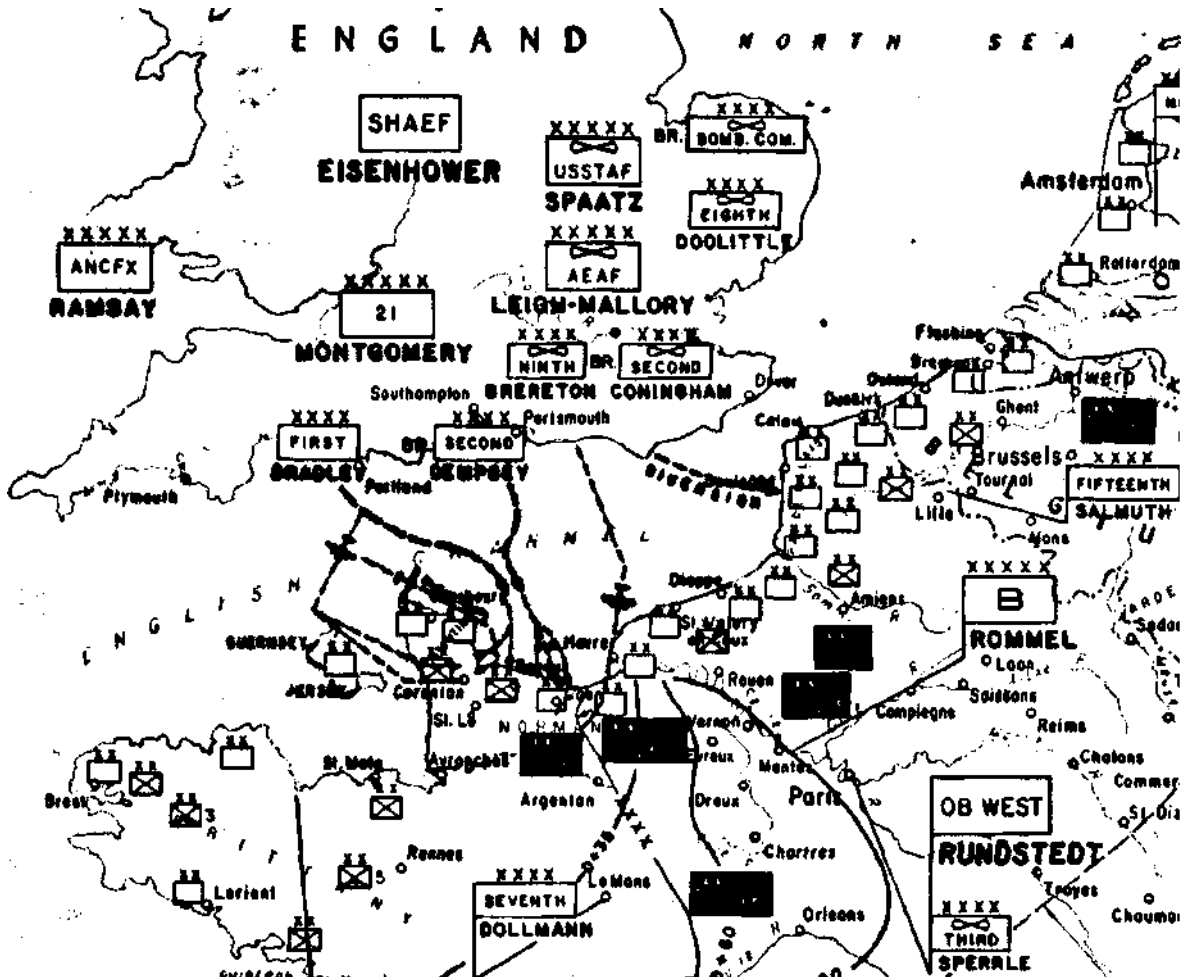 ENGLAND
NORTH SEA
XXXX
BR. BOMB. COM.
SHAEF
EISENHOWER
XXXXX
USSTAF
SPAATZ
XXXX
EIGHTH
DOOLITTLE
Amsterdam
XXXXX
ANCFX
RAMSAY
XXXXX
AEAF
LEIGH-MALLORY
Rotterdam
XXXXX
21
MONTGOMERY
XXXX
NINTH
BRERETON
XXXX
BR. SECOND
CONINGHAM
Flushing
Antwerp
Ghent
Dover
Southampton
Portsmouth
XXXX
FIRST
BRADLEY
XXXX
BR. SECOND
DEMPSEY
Portland
Plymouth
Brussels
Tournai
Lille
Mons
XXXX
FIFTEENTH
SALMUTH
Dieppe
Amiens
XXXXX
B
ROMMEL
ENGLISH
GUERNSEY
JERSEY
Carentan
St. Lo
Rouen
Vernon
Mantes
Compiegne
Soissons
Laon
Reims
Chalons
St. Malo
Argentan
Dreux
Paris
Brest
Rennes
Chartres
OB WEST
RUNDSTEDT
Troyes
Lorient
Le Mans
XXXX
SEVENTH
DOLLMANN
Orleans
XXXX
THIRD
SPERRLE